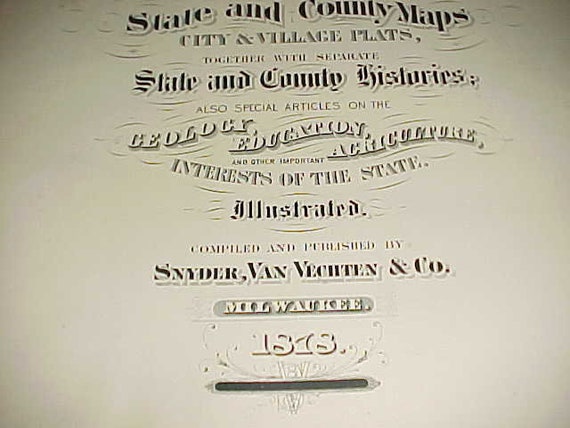 State and County Maps
CITY & VILLAGE PLATS,
TOGETHER WITH SEPARATE
State and County Histories;
ALSO SPECIAL ARTICLES ON THE
GEOLOGY, EDUCATION, AGRICULTURE,
AND OTHER IMPORTANT
INTERESTS OF THE STATE.
Illustrated.
COMPILED AND PUBLISHED BY
SNYDER, VAN VECHTEN & CO.
MILWAUKEE.
1878.